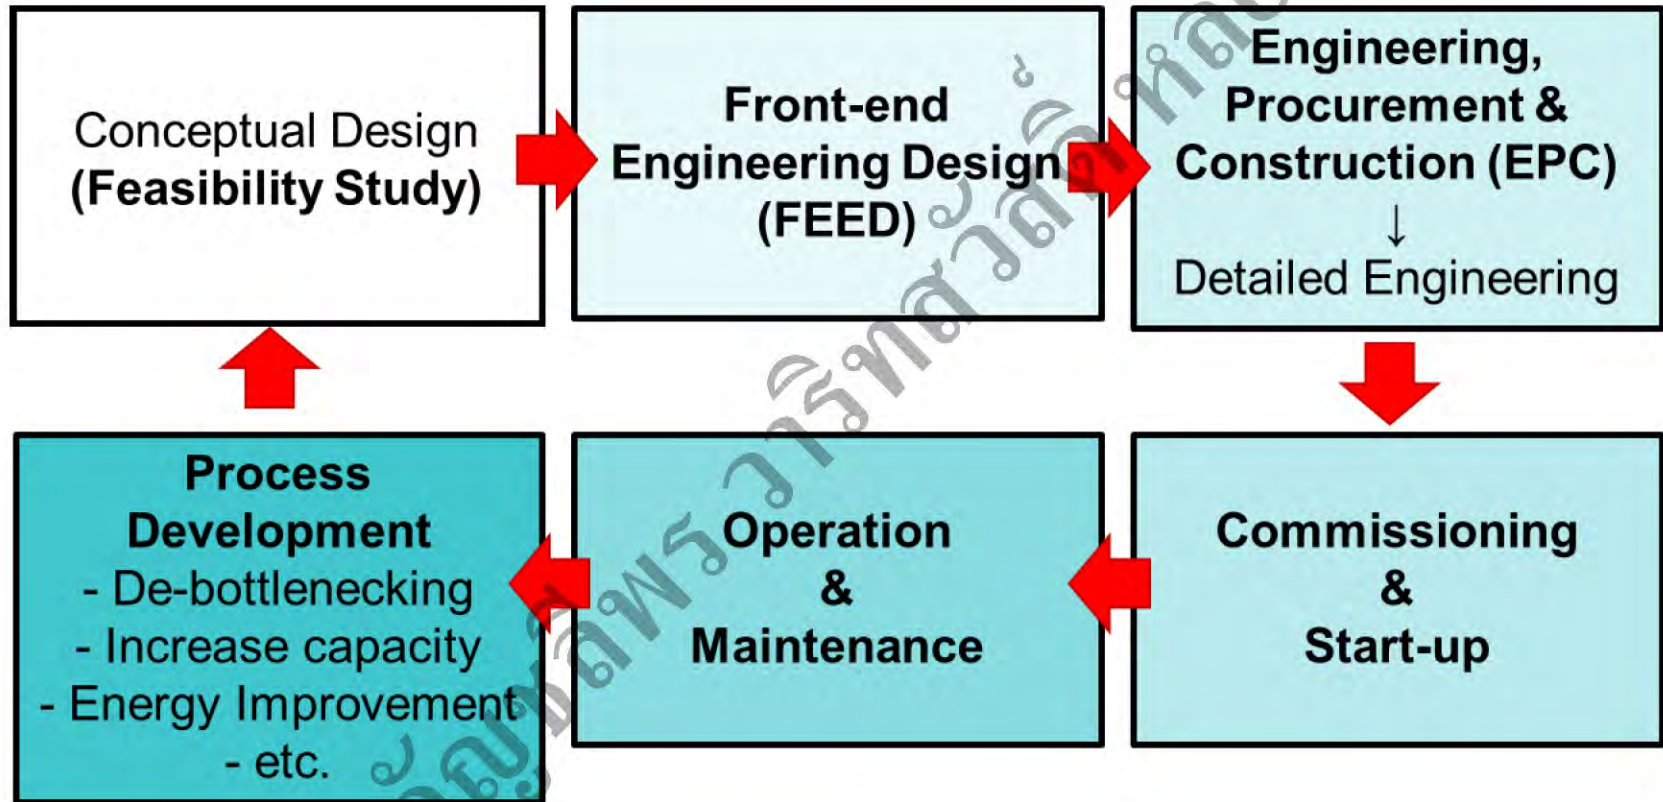 Conceptual Design
(Feasibility Study)
Front-end
Engineering Design
(FEED)
Engineering,
Procurement &
Construction (EPC)
↓
Detailed Engineering
Process
Development
- De-bottlenecking
- Increase capacity
- Energy Improvement
- etc.
Operation
&
Maintenance
Commissioning
&
Start-up